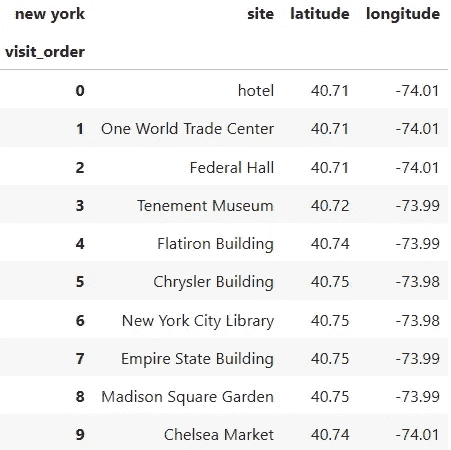 new york site latitude longitude
visit_order
0 hotel 40.71 -74.01
1 One World Trade Center 40.71 -74.01
2 Federal Hall 40.71 -74.01
3 Tenement Museum 40.72 -73.99
4 Flatiron Building 40.74 -73.99
5 Chrysler Building 40.75 -73.98
6 New York City Library 40.75 -73.98
7 Empire State Building 40.75 -73.99
8 Madison Square Garden 40.75 -73.99
9 Chelsea Market 40.74 -74.01